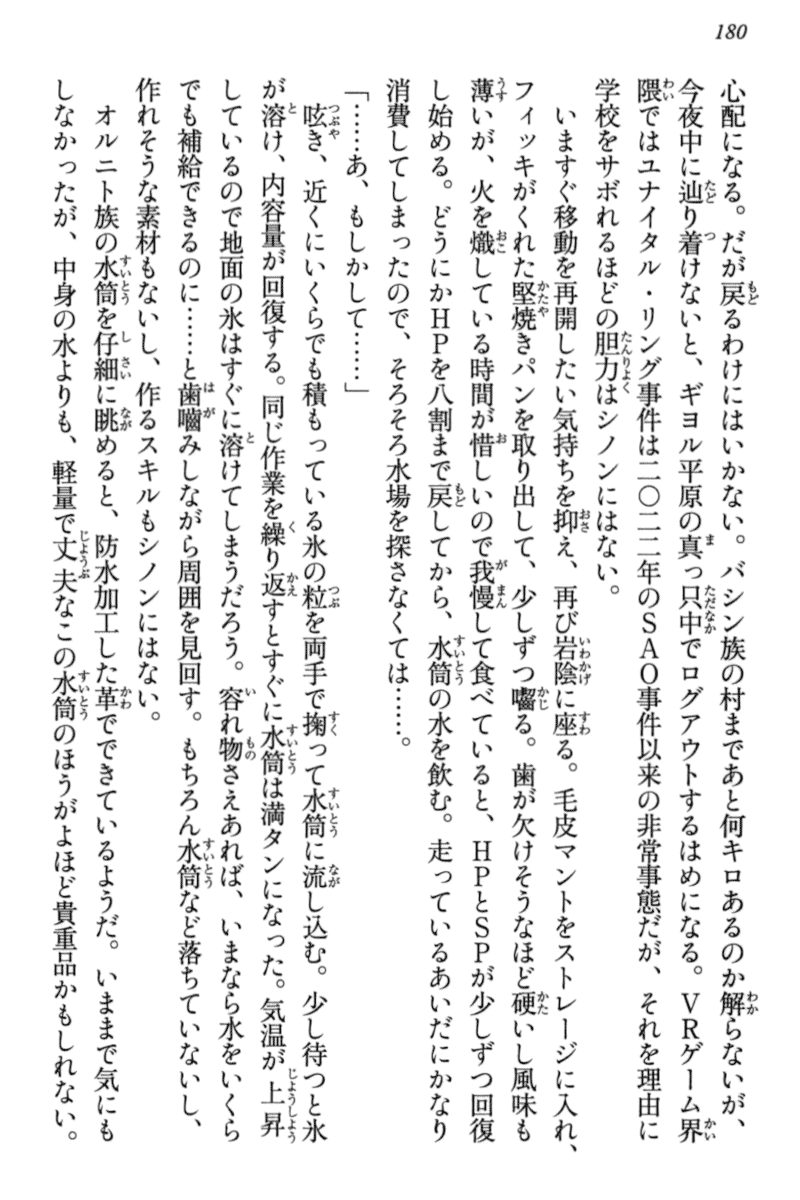 180
心配になる。だが戻るわけにはいかない。バシン族の村まであと何キロあるのか解らないが、
今夜中に辿り着けないと、ギヨル平原の真っ只中でログアウトするはめになる。VRゲーム界
隈ではユナイタル・リング事件は二〇二二年のSAO事件以来の非常事態だが、それを理由に
学校をサボれるほどの胆力はシノンにはない。
いますぐ移動を再開したい気持ちを抑え、再び岩陰に座る。毛皮マントをストレージに入れ、
フィッキがくれた堅焼きパンを取り出して、少しずつ囓る。歯が欠けそうなほど硬いし風味も
薄いが、火を熾している時間が惜しいので我慢して食べていると、HPとSPが少しずつ回復
し始める。どうにかHPを八割まで戻してから、水筒の水を飲む。走っているあいだにかなり
消費してしまったので、そろそろ水場を探さなくては……。
「……あ、もしかして……」
呟き、近くにいくらでも積もっている氷の粒を両手で掬って水筒に流し込む。少し待つと氷
が溶け、内容量が回復する。同じ作業を繰り返すとすぐに水筒は満タンになった。気温が上昇
しているので地面の氷はすぐに溶けてしまうだろう。容れ物さえあれば、いまなら水をいくら
でも補給できるのに……と歯嚙みしながら周囲を見回す。もちろん水筒など落ちていないし、
作れそうな素材もないし、作るスキルもシノンにはない。
オルニト族の水筒を仔細に眺めると、防水加工した革でできているようだ。いままで気にも
しなかったが、中身の水よりも、軽量で丈夫なこの水筒のほうがよほど貴重品かもしれない。